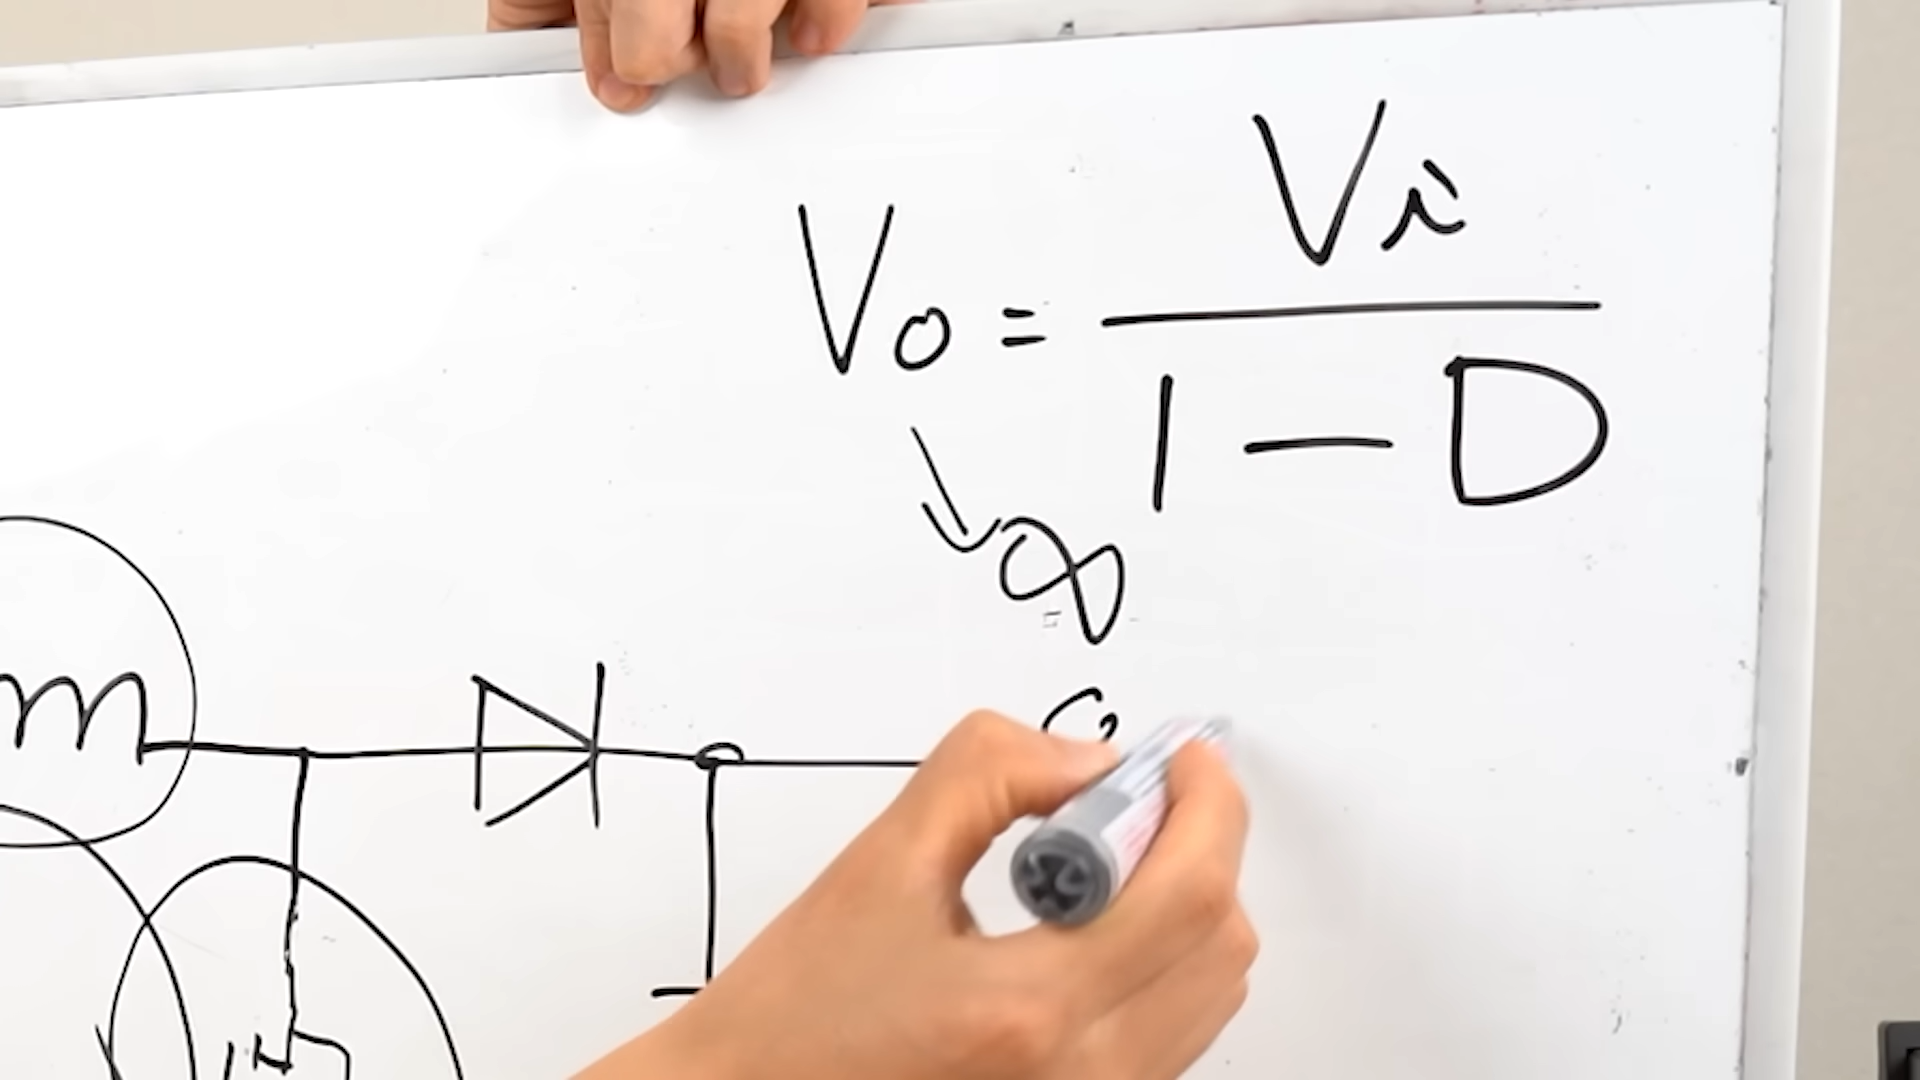 Vo = Vi / 1 - D
∞